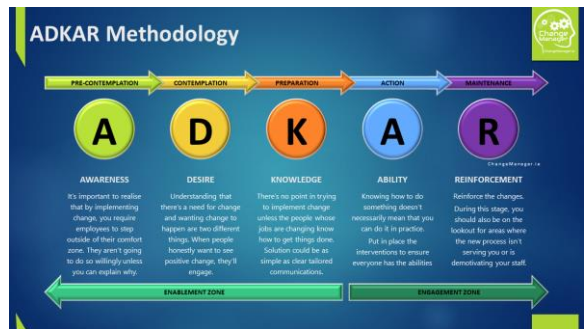 ADKAR Methodology
Change
Manager
ChangeManager.ie
PRE-CONTEMPLATION
CONTEMPLATION
PREPARATION
ACTION
MAINTENANCE
A
D
K
A
R
ChangeManager.ie
AWARENESS
It's important to realise
that by implementing
change, you require
employees to step
outside of their comfort
zone. They aren't going
to do so willingly unless
you can explain why.
DESIRE
Understanding that
there's a need for change
and wanting change to
happen are two different
things. When people
honestly want to see
positive change, they'll
engage.
KNOWLEDGE
There's no point in trying
to implement change
unless the people whose
jobs are changing know
how to get things done.
Solution could be as
simple as clear tailored
communications.
ABILITY
Knowing how to do
something doesn't
necessarily mean that you
can do it in practice.
Put in place the
interventions to ensure
everyone has the abilities
REINFORCEMENT
Reinforce the changes.
During this stage, you
should also be on the
lookout for areas where
the new process isn't
serving you or is
demotivating your staff.
ENABLEMENT ZONE
ENGAGEMENT ZONE